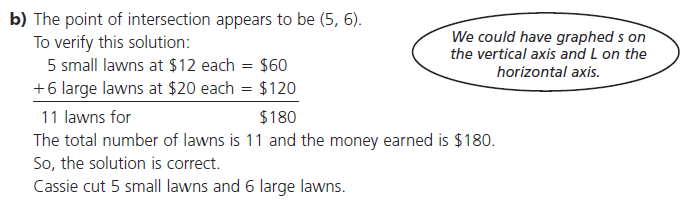 b) The point of intersection appears to be (5, 6).
To verify this solution:
5 small lawns at $12 each = $60
+6 large lawns at $20 each = $120
11 lawns for $180
The total number of lawns is 11 and the money earned is $180.
So, the solution is correct.
Cassie cut 5 small lawns and 6 large lawns.
We could have graphed s on
the vertical axis and L on the
horizontal axis.